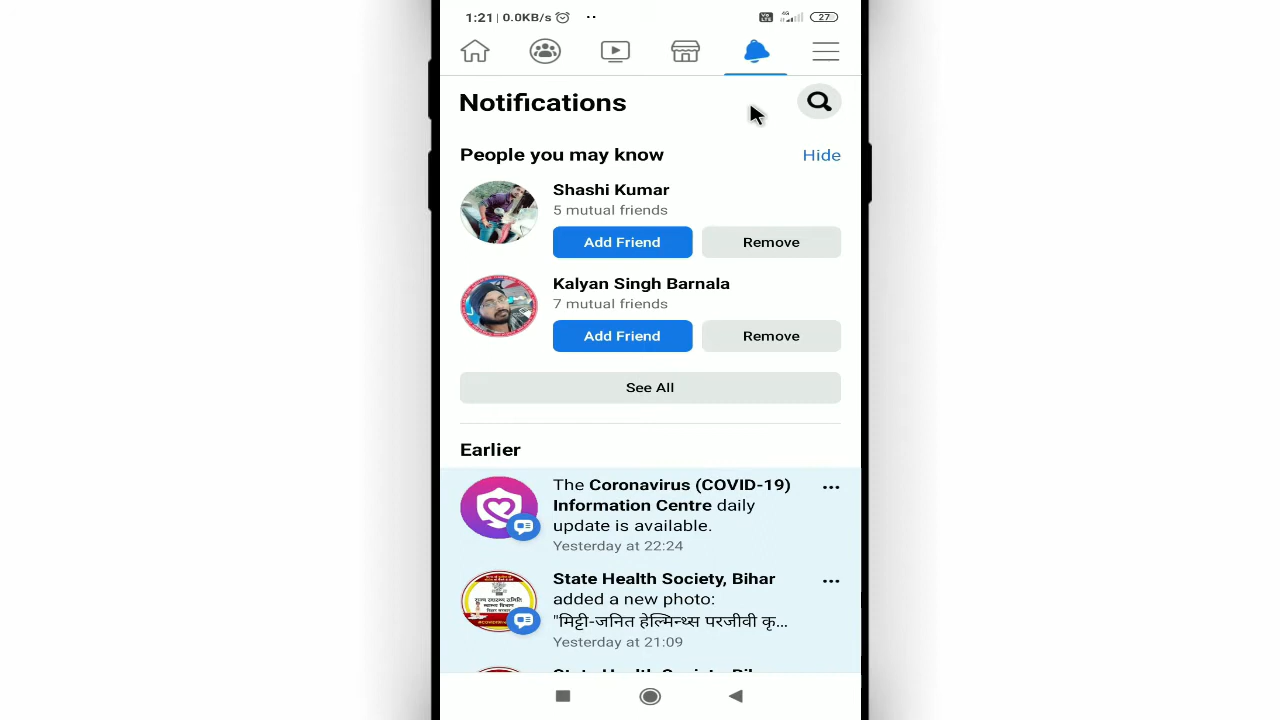 1:21 | 0.0KB/s
4G
27
Notifications
People you may know
Hide
Shashi Kumar
5 mutual friends
Add Friend
Remove
Kalyan Singh Barnala
7 mutual friends
Add Friend
Remove
See All
Earlier
The Coronavirus (COVID-19)
Information Centre daily
update is available.
Yesterday at 22:24
State Health Society, Bihar
added a new photo:
"मिट्टी-जनित हेल्मिन्थ्स परजीवी कृ...
Yesterday at 21:09